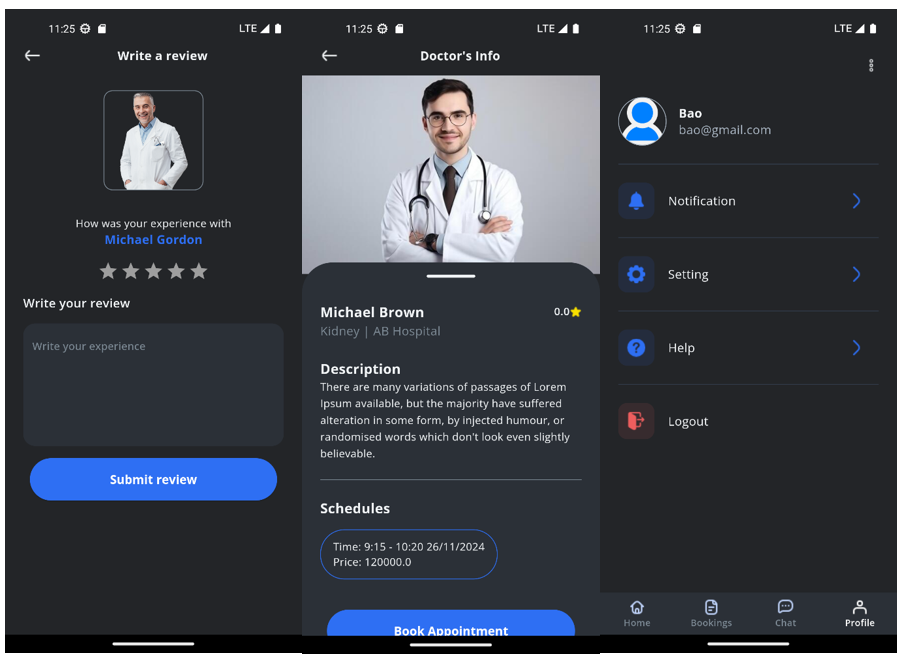 11:25 LTE
Write a review
How was your experience with
Michael Gordon
Write your review
Write your experience
Submit review
11:25 LTE
Doctor's Info
Michael Brown
0.0
Kidney | AB Hospital
Description
There are many variations of passages of Lorem
Ipsum available, but the majority have suffered
alteration in some form, by injected humour, or
randomised words which don't look even slightly
believable.
Schedules
Time: 9:15 - 10:20 26/11/2024
Price: 120000.0
Book Appointment
11:25 LTE
Bao
bao@gmail.com
Notification
Setting
Help
Logout
Home Bookings Chat Profile